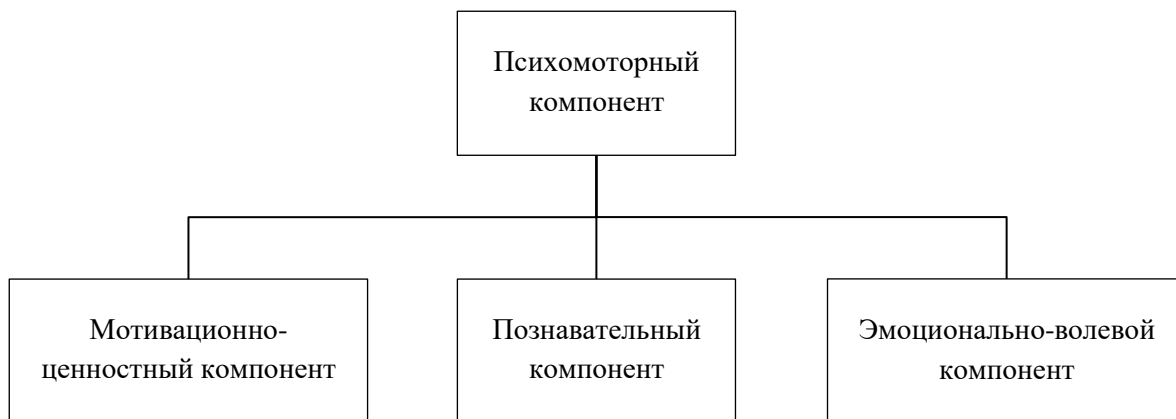 Психомоторный
компонент
Мотивационно-
ценностный компонент
Познавательный
компонент
Эмоционально-волевой
компонент